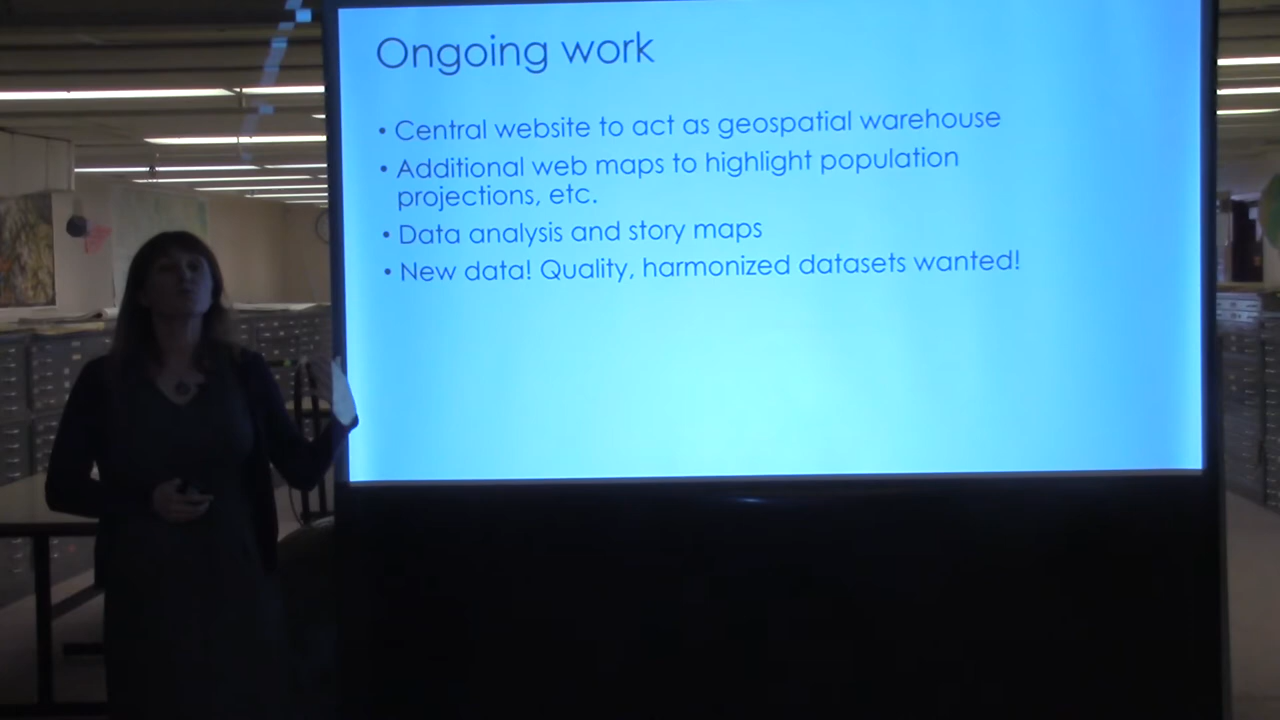 Ongoing work
• Central website to act as geospatial warehouse
• Additional web maps to highlight population
projections, etc.
• Data analysis and story maps
• New data! Quality, harmonized datasets wanted!